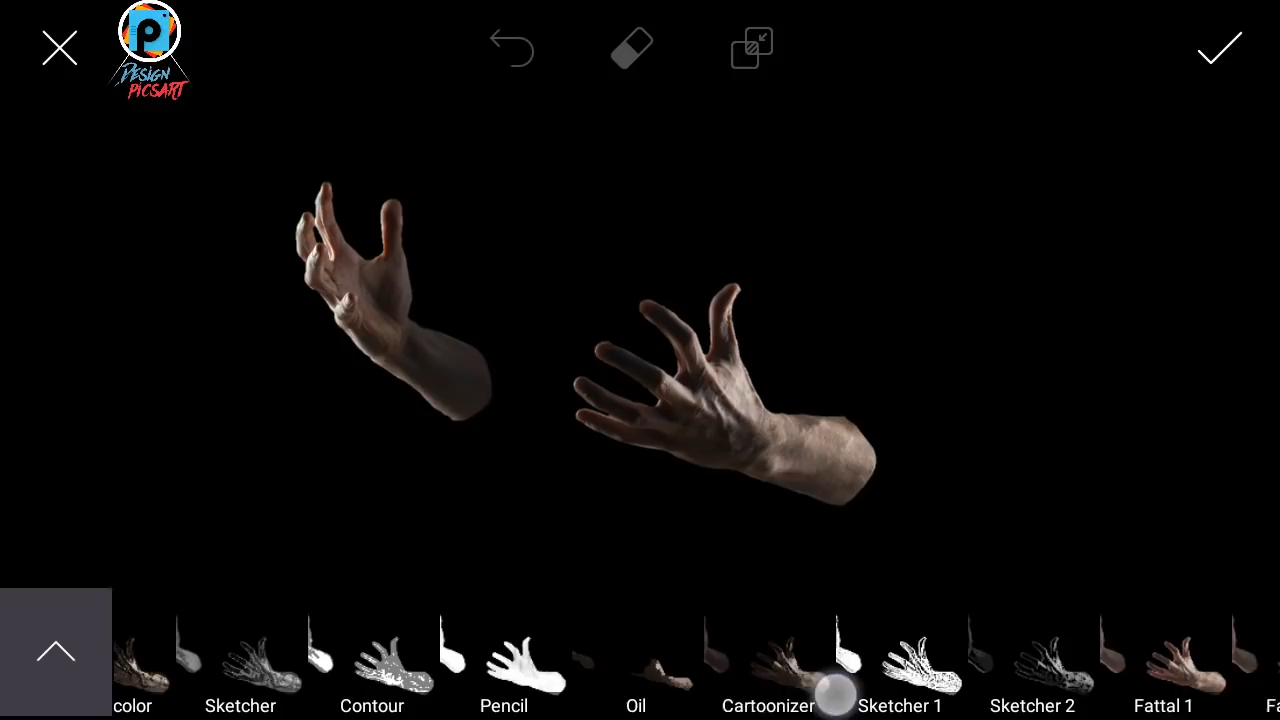 P
DESIGN
PICSART
color
Sketcher
Contour
Pencil
Oil
Cartoonizer
Sketcher 1
Sketcher 2
Fattal 1